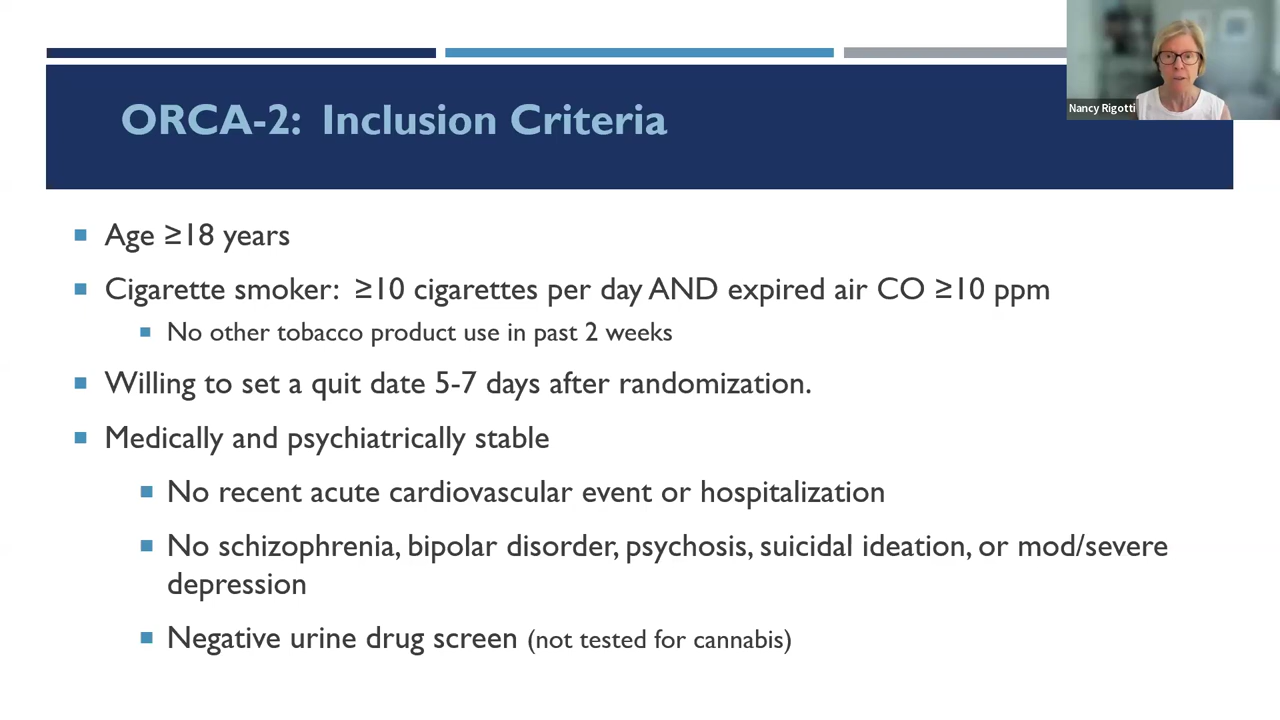 Nancy Rigotti
ORCA-2: Inclusion Criteria
Age ≥18 years
Cigarette smoker: ≥10 cigarettes per day AND expired air CO ≥10 ppm
No other tobacco product use in past 2 weeks
Willing to set a quit date 5-7 days after randomization.
Medically and psychiatrically stable
No recent acute cardiovascular event or hospitalization
No schizophrenia, bipolar disorder, psychosis, suicidal ideation, or mod/severe
depression
Negative urine drug screen (not tested for cannabis)